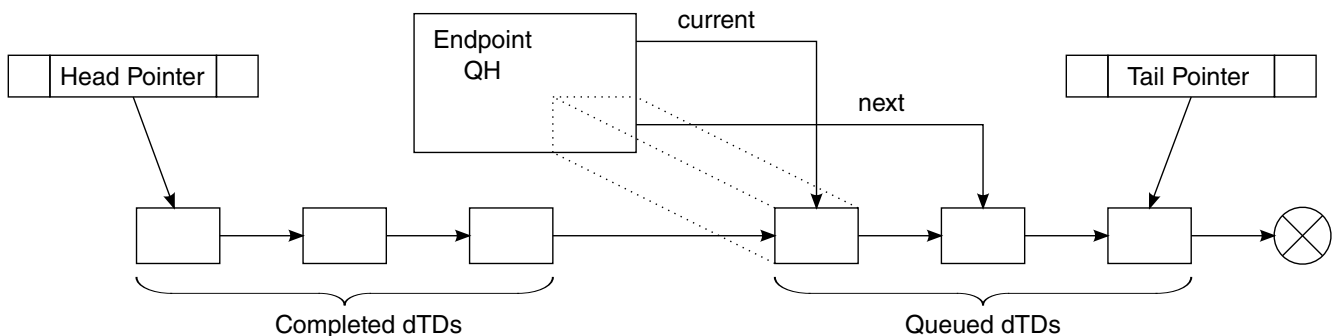 current
Endpoint
QH
Head Pointer
Tail Pointer
next
Completed dTDs
Queued dTDs